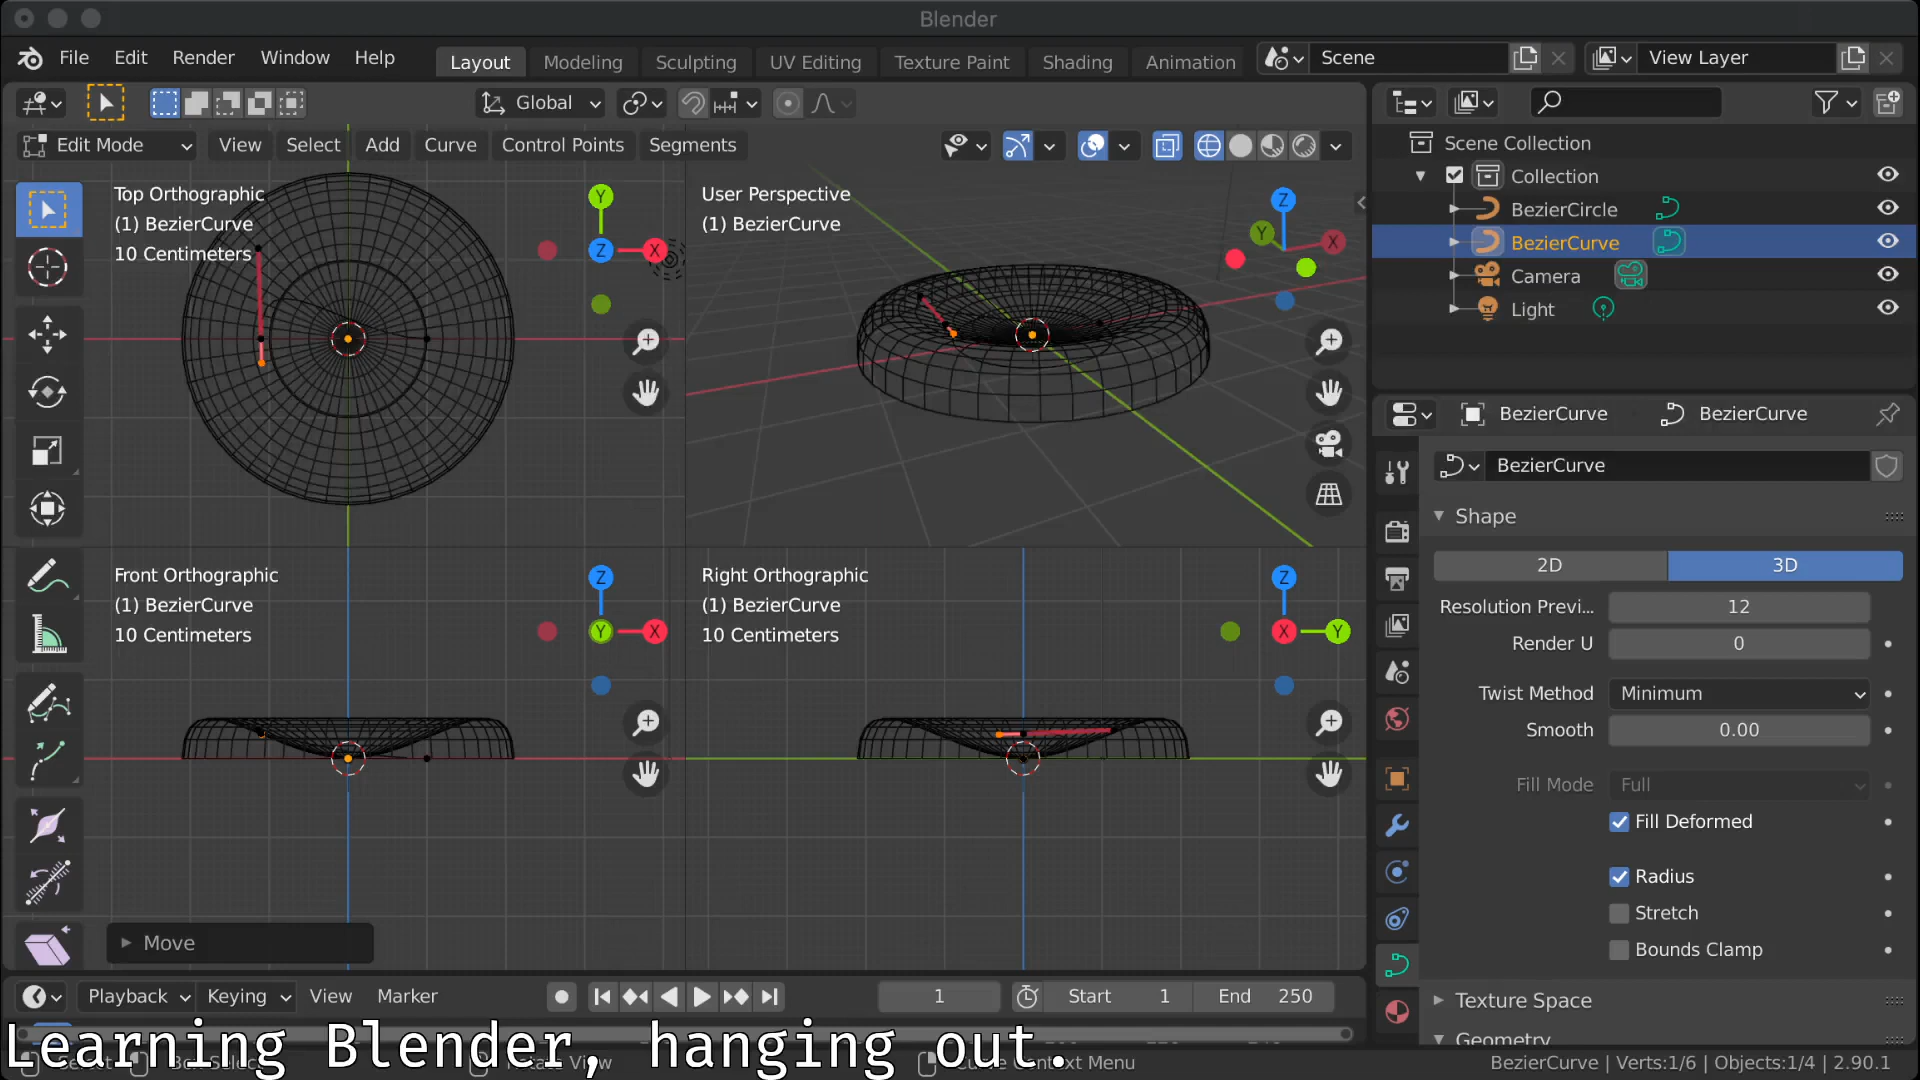 Blender
File Edit Render Window Help Layout Modeling Sculpting UV Editing Texture Paint Shading Animation Scene View Layer
Global
Edit Mode View Select Add Curve Control Points Segments
Top Orthographic
(1) BezierCurve
10 Centimeters
Y
Z
X
User Perspective
(1) BezierCurve
Z
Y
X
Front Orthographic
(1) BezierCurve
10 Centimeters
Z
Y
X
Right Orthographic
(1) BezierCurve
10 Centimeters
Z
X
Y
Move
Scene Collection
Collection
BezierCircle
BezierCurve
Camera
Light
BezierCurve BezierCurve
BezierCurve
Shape
2D 3D
Resolution Previ... 12
Render U 0
Twist Method Minimum
Smooth 0.00
Fill Mode Full
Fill Deformed
Radius
Stretch
Bounds Clamp
Texture Space
Geometry
Playback Keying View Marker 1 Start 1 End 250
Learning Blender, hanging out.
View
Context Menu
BezierCurve | Verts:1/6 | Objects:1/4 | 2.90.1